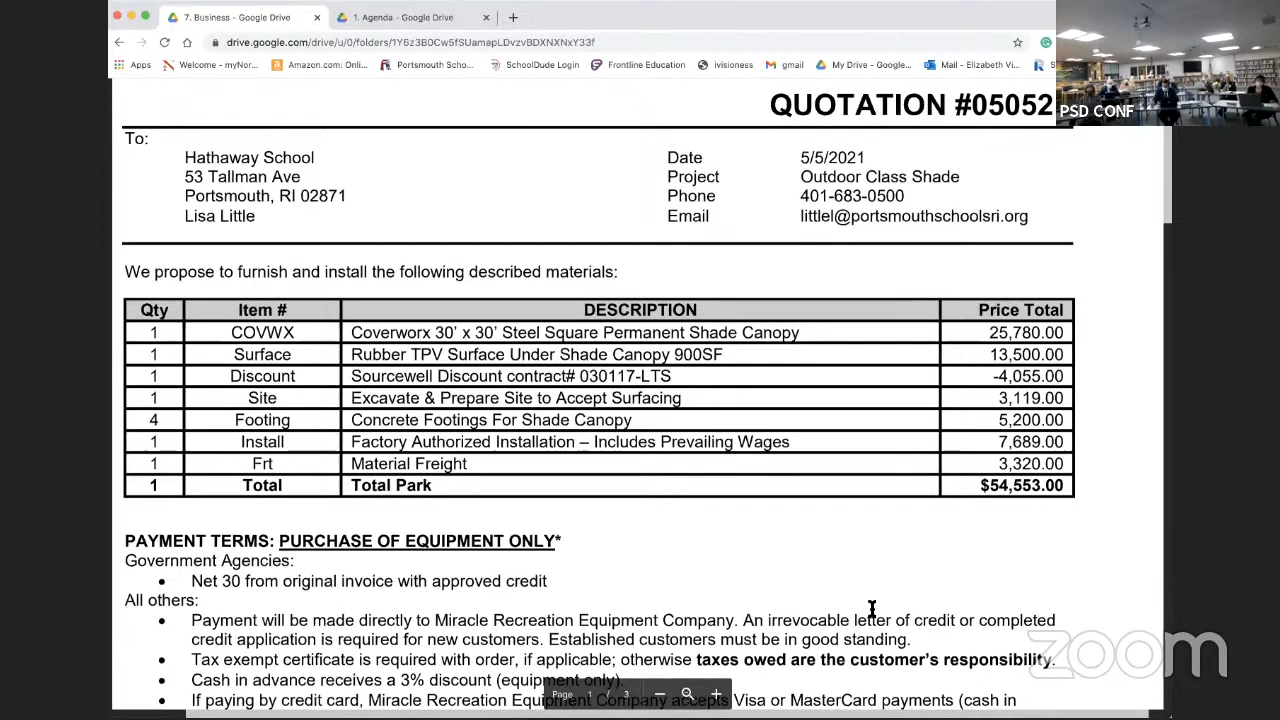 7. Business - Google Drive
1. Agenda - Google Drive
drive.google.com/drive/u/0/folders/1Y6z3B0Cw5fSUamapLDvzvBDXNXNxY33f
Apps Welcome - myNor... Amazon.com: Onli... Portsmouth Scho... SchoolDude Login Frontline Education ivisioness gmail My Drive - Google... Mail - Elizabeth Vi...
PSD CONF
QUOTATION #05052
To:
Hathaway School Date 5/5/2021
53 Tallman Ave Project Outdoor Class Shade
Portsmouth, RI 02871 Phone 401-683-0500
Lisa Little Email littlel@portsmouthschoolsri.org
We propose to furnish and install the following described materials:
Qty Item # DESCRIPTION Price Total
1 COVWX Coverworx 30’ x 30’ Steel Square Permanent Shade Canopy 25,780.00
1 Surface Rubber TPV Surface Under Shade Canopy 900SF 13,500.00
1 Discount Sourcewell Discount contract# 030117-LTS -4,055.00
1 Site Excavate & Prepare Site to Accept Surfacing 3,119.00
4 Footing Concrete Footings For Shade Canopy 5,200.00
1 Install Factory Authorized Installation – Includes Prevailing Wages 7,689.00
1 Frt Material Freight 3,320.00
1 Total Total Park $54,553.00
PAYMENT TERMS: PURCHASE OF EQUIPMENT ONLY*
Government Agencies:
• Net 30 from original invoice with approved credit
All others:
• Payment will be made directly to Miracle Recreation Equipment Company. An irrevocable letter of credit or completed
credit application is required for new customers. Established customers must be in good standing.
• Tax exempt certificate is required with order, if applicable; otherwise taxes owed are the customer’s responsibility.
• Cash in advance receives a 3% discount (equipment only).
• If paying by credit card, Miracle Recreation Equipment Company accepts Visa or MasterCard payments (cash in
Page 1 / 3
zoom